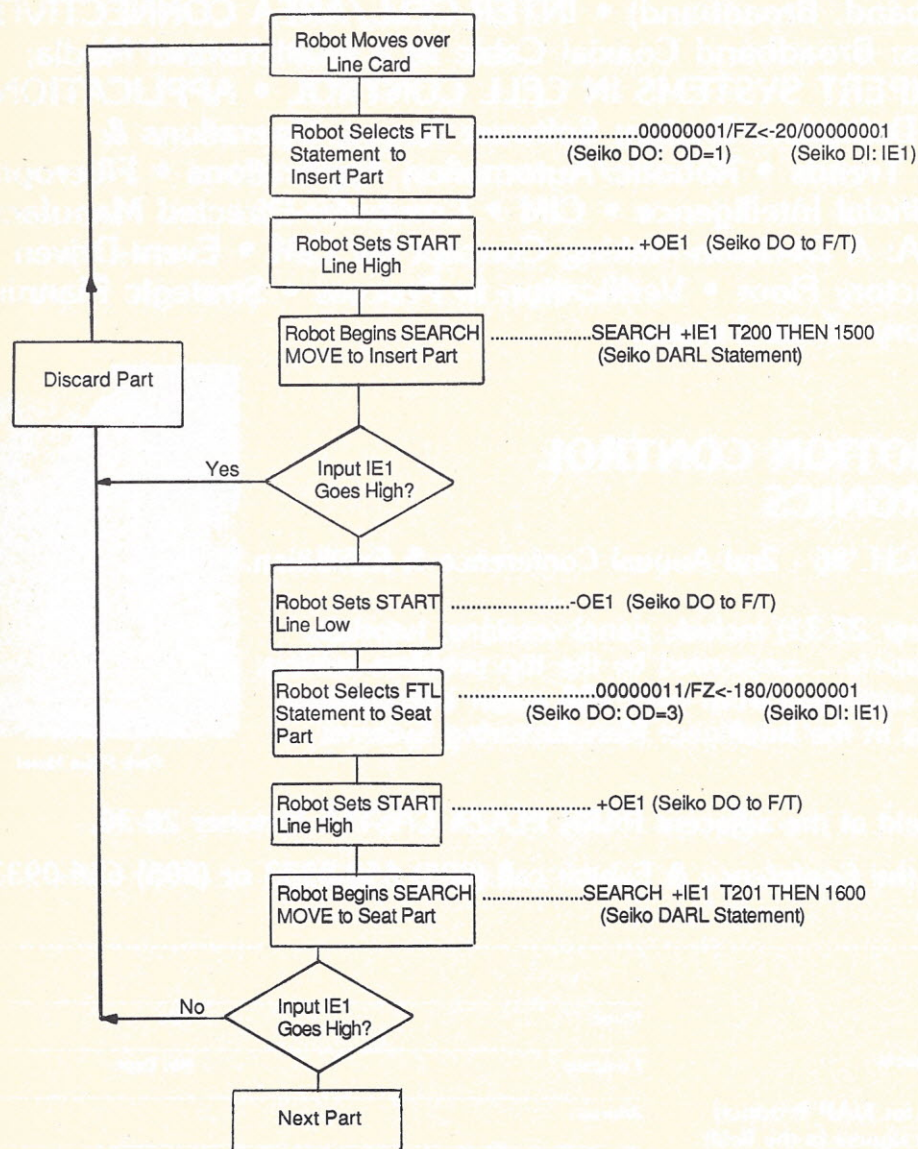 Robot Moves over
Line Card
Robot Selects FTL
Statement to
Insert Part
........................00000001/FZ<-20/00000001
(Seiko DO: OD=1) (Seiko DI: IE1)
Robot Sets START
Line High
........................ +OE1 (Seiko DO to F/T)
Robot Begins SEARCH
MOVE to Insert Part
.....................SEARCH +IE1 T200 THEN 1500
(Seiko DARL Statement)
Discard Part
Yes
Input IE1
Goes High?
Robot Sets START
Line Low
........................-OE1 (Seiko DO to F/T)
Robot Selects FTL
Statement to Seat
Part
........................00000011/FZ<-180/00000001
(Seiko DO: OD=3) (Seiko DI: IE1)
Robot Sets START
Line High
........................ +OE1 (Seiko DO to F/T)
Robot Begins SEARCH
MOVE to Seat Part
.....................SEARCH +IE1 T201 THEN 1600
(Seiko DARL Statement)
No
Input IE1
Goes High?
Next Part